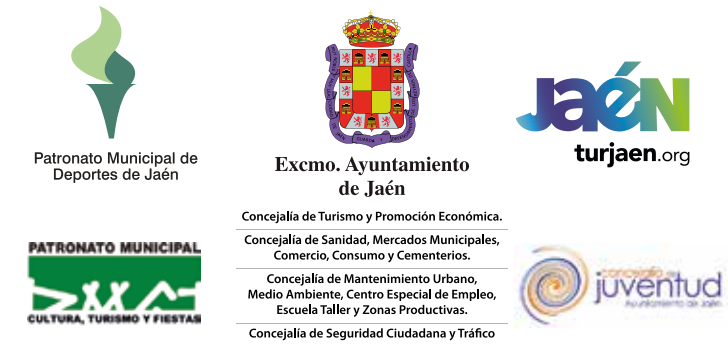 Patronato Municipal de
Deportes de Jaén
Excmo. Ayuntamiento
de Jaén
Concejalía de Turismo y Promoción Económica.
Concejalía de Sanidad, Mercados Municipales,
Comercio, Consumo y Cementerios.
Concejalía de Mantenimiento Urbano,
Medio Ambiente, Centro Especial de Empleo,
Escuela Taller y Zonas Productivas.
Concejalía de Seguridad Ciudadana y Tráfico
Jaén
turjaen.org
PATRONATO MUNICIPAL
CULTURA, TURISMO Y FIESTAS
concejalía de
juventud
Ayuntamiento de Jaén